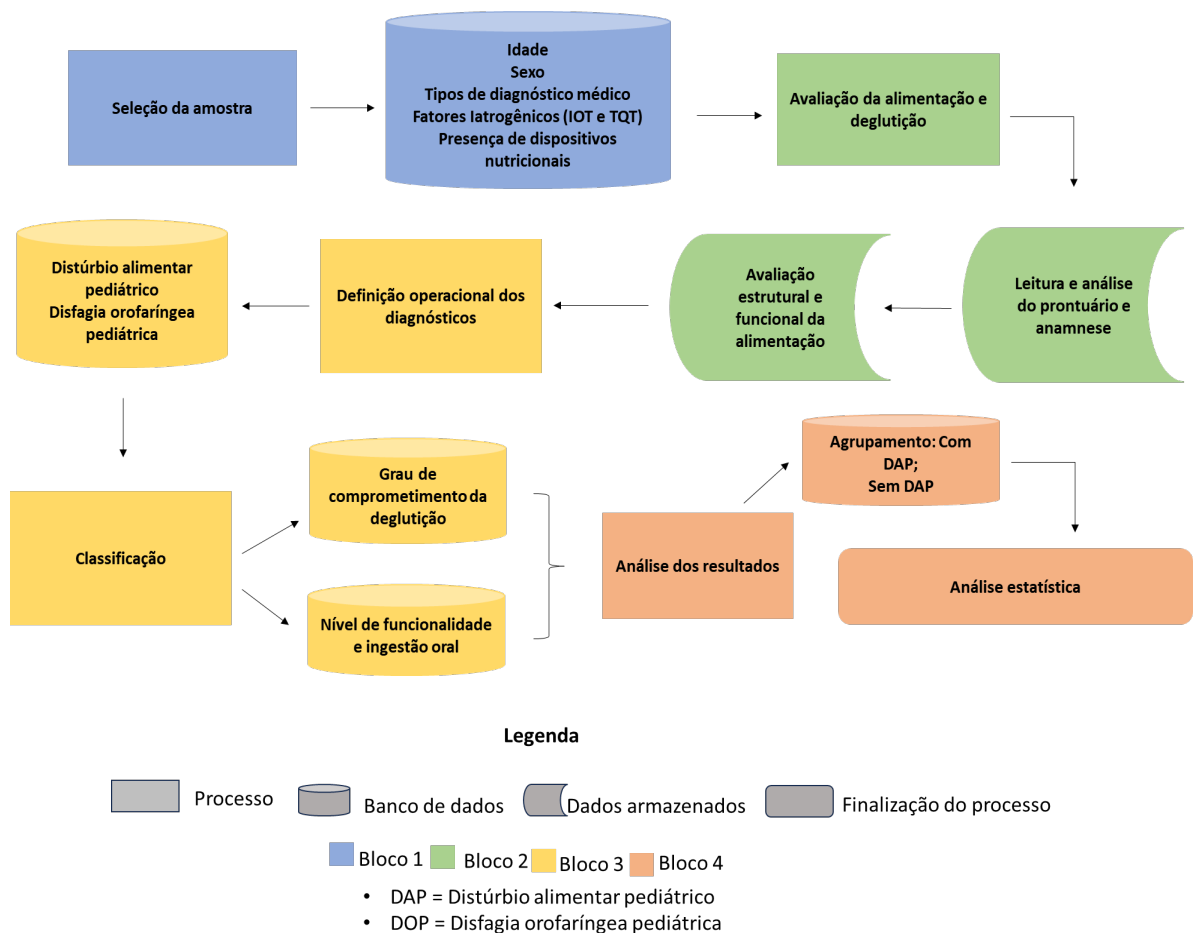 Seleção da amostra
Idade
Sexo
Tipos de diagnóstico médico
Fatores Iatrogênicos (IOT e TQT)
Presença de dispositivos
nutricionais
Avaliação da alimentação e
deglutição
Distúrbio alimentar
pediátrico
Disfagia orofaríngea
pediátrica
Definição operacional dos
diagnósticos
Avaliação
estrutural e
funcional da
alimentação
Leitura e análise
do prontuário e
anamnese
Classificação
Grau de
comprometimento da
deglutição
Nível de funcionalidade
e ingestão oral
Análise dos resultados
Agrupamento: Com
DAP;
Sem DAP
Análise estatística
Legenda
Processo
Banco de dados
Dados armazenados
Finalização do processo
Bloco 1
Bloco 2
Bloco 3
Bloco 4
• DAP = Distúrbio alimentar pediátrico
• DOP = Disfagia orofaríngea pediátrica